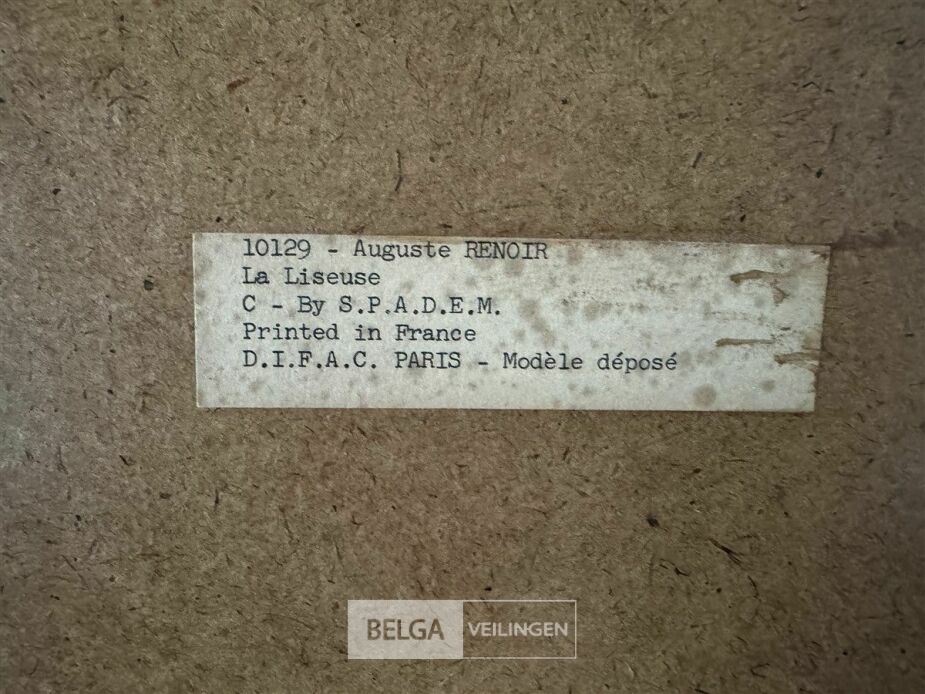 10129 - Auguste RENOIR
La Liseuse
C - By S.P.A.D.E.M.
Printed in France
D.I.F.A.C. PARIS - Modèle déposé
BELGA VEILINGEN